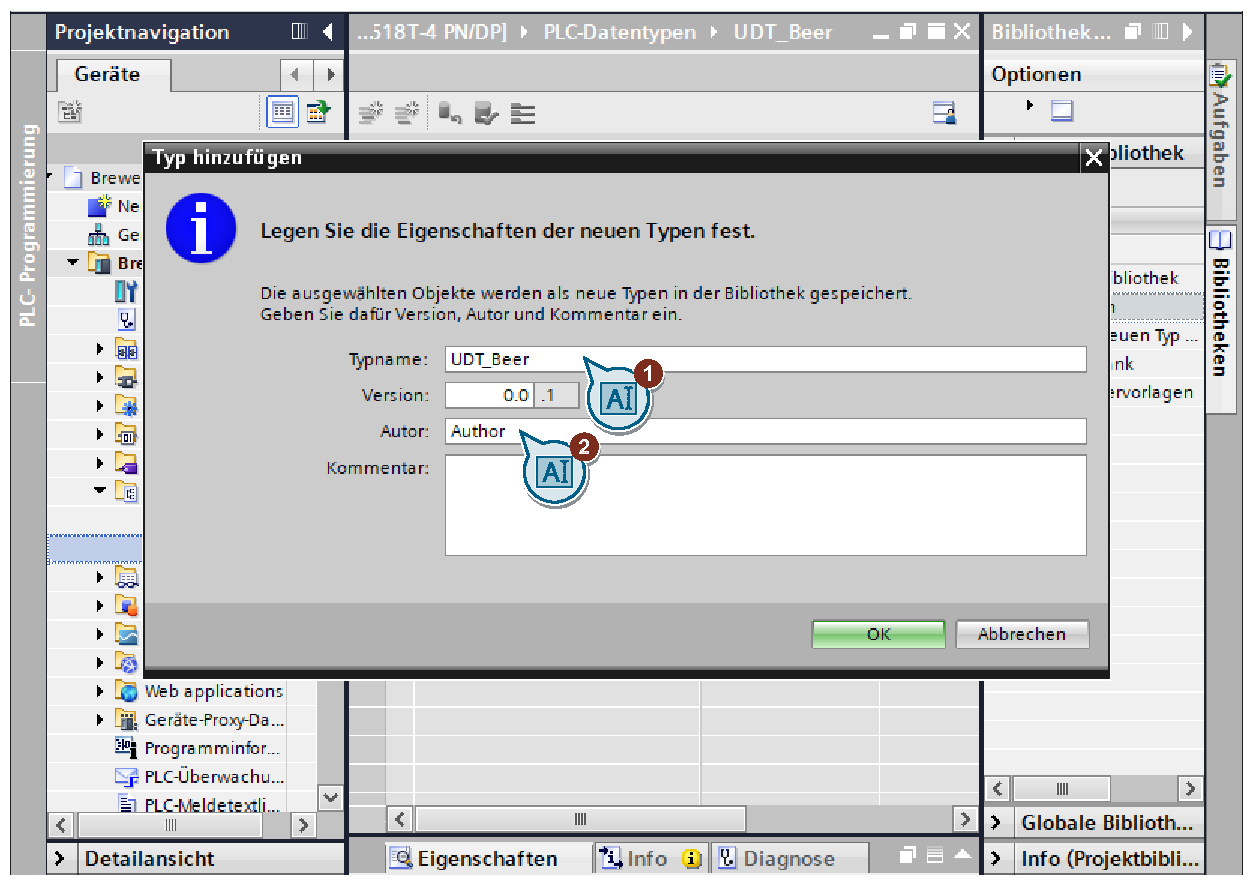 Projektnavigation
...518T-4 PN/DP] PLC-Datentypen UDT_Beer
Bibliothek...
Geräte
Optionen
Aufgaben
PLC- Programmierung
Typ hinzufügen
Legen Sie die Eigenschaften der neuen Typen fest.
Die ausgewählten Objekte werden als neue Typen in der Bibliothek gespeichert.
Geben Sie dafür Version, Autor und Kommentar ein.
Typname: UDT_Beer
1
AI
Version: 0.0 .1
Autor: Author
2
AI
Kommentar:
OK
Abbrechen
Brewe
Ne
Ge
Bre
Web applications
Geräte-Proxy-Da...
Programminfor...
PLC-Überwachu...
PLC-Meldetextli...
Detailansicht
Eigenschaften
Info
Diagnose
bliothek
bliothek
n
euen Typ ...
nk
ervorlagen
Bibliotheken
Globale Biblioth...
Info (Projektbibli...